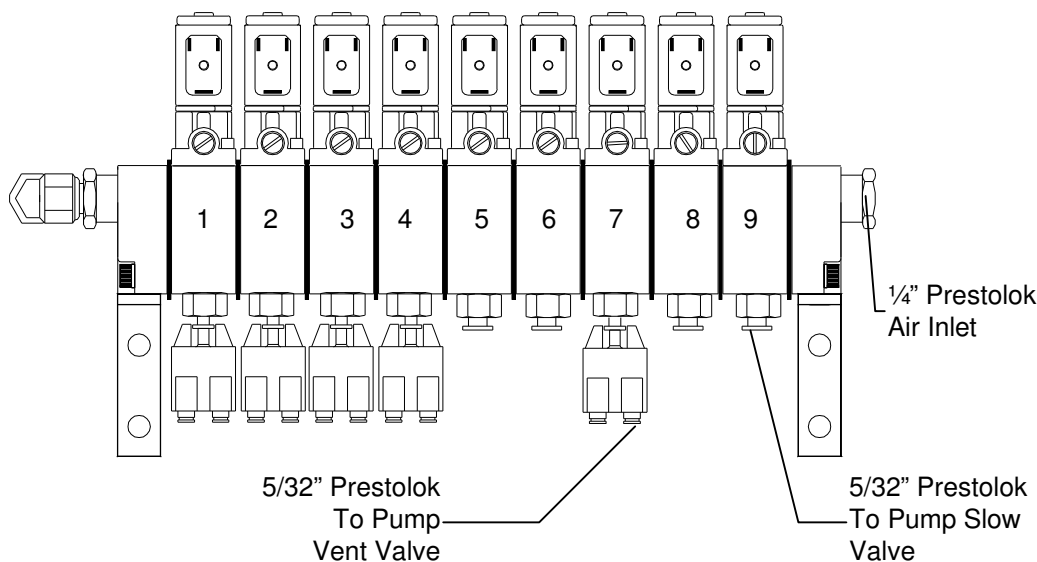 1 2 3 4 5 6 7 8 9
¼” Prestolok
Air Inlet
5/32” Prestolok
To Pump
Vent Valve
5/32” Prestolok
To Pump Slow
Valve